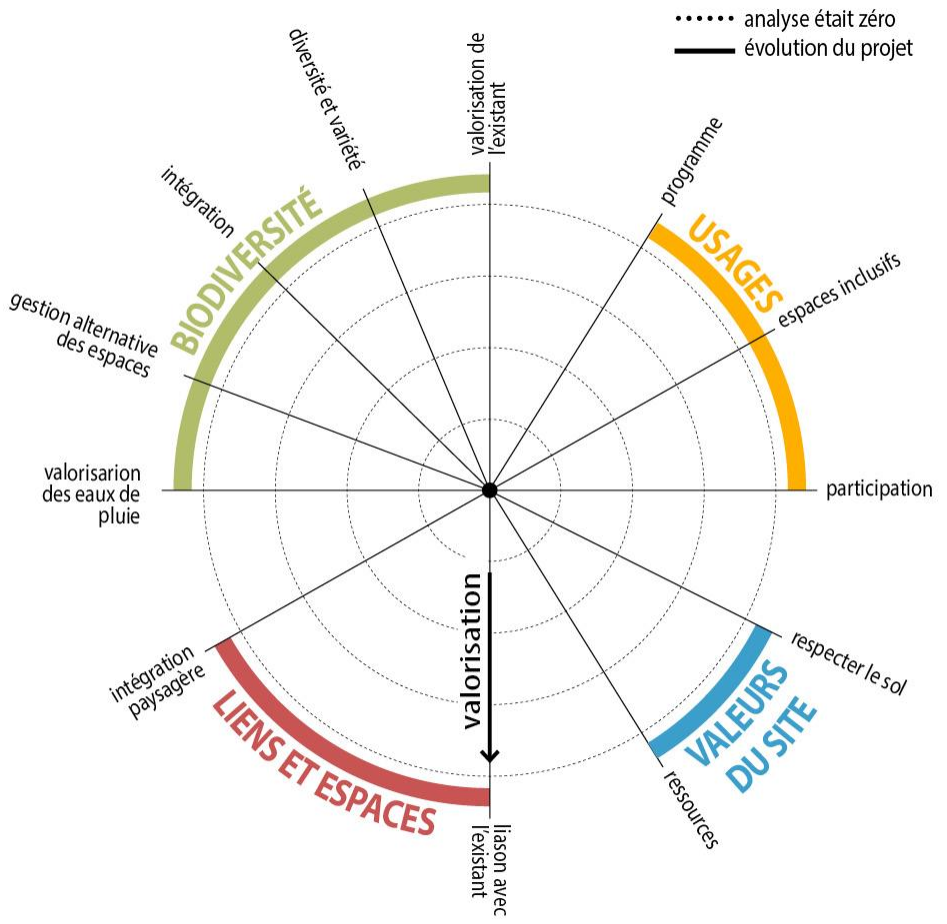 analyse était zéro
évolution du projet
valorisation de
l'existant
diversité et variété
intégration
gestion alternative
des espaces
valorisarion
des eaux de
pluie
BIODIVERSITÉ
programme
USAGES
espaces inclusifs
participation
respecter le sol
VALEURS
DU SITE
ressources
valorisation
liason avec
l'existant
LIENS ET ESPACES
intégration
paysagère